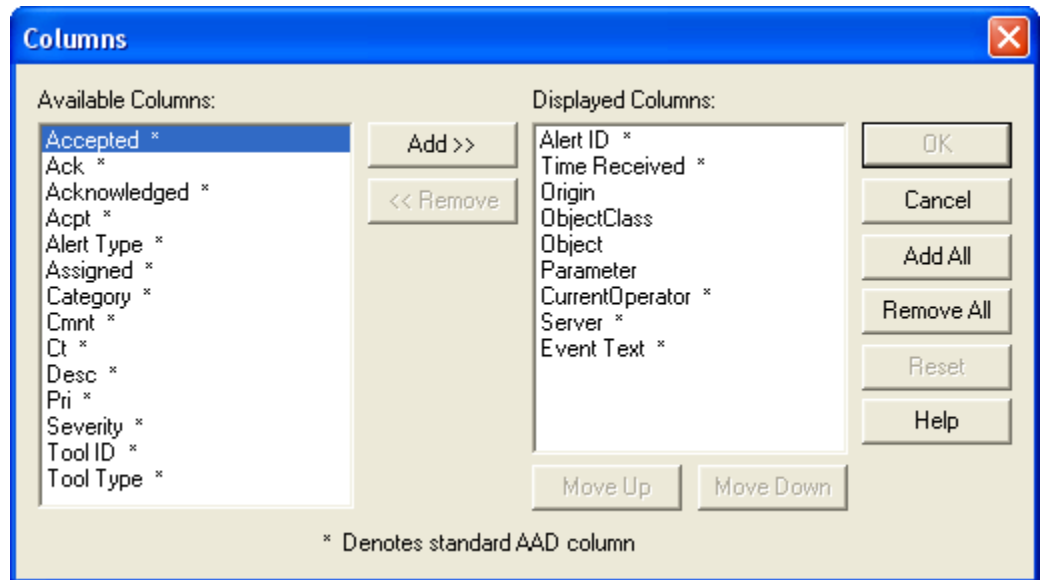 Columns
Available Columns:
Accepted *
Ack *
Acknowledged *
Acpt *
Alert Type *
Assigned *
Category *
Cmnt *
Ct *
Desc *
Pri *
Severity *
Tool ID *
Tool Type *
Add >>
<< Remove
Displayed Columns:
Alert ID *
Time Received *
Origin
ObjectClass
Object
Parameter
CurrentOperator *
Server *
Event Text *
Move Up
Move Down
OK
Cancel
Add All
Remove All
Reset
Help
* Denotes standard AAD column